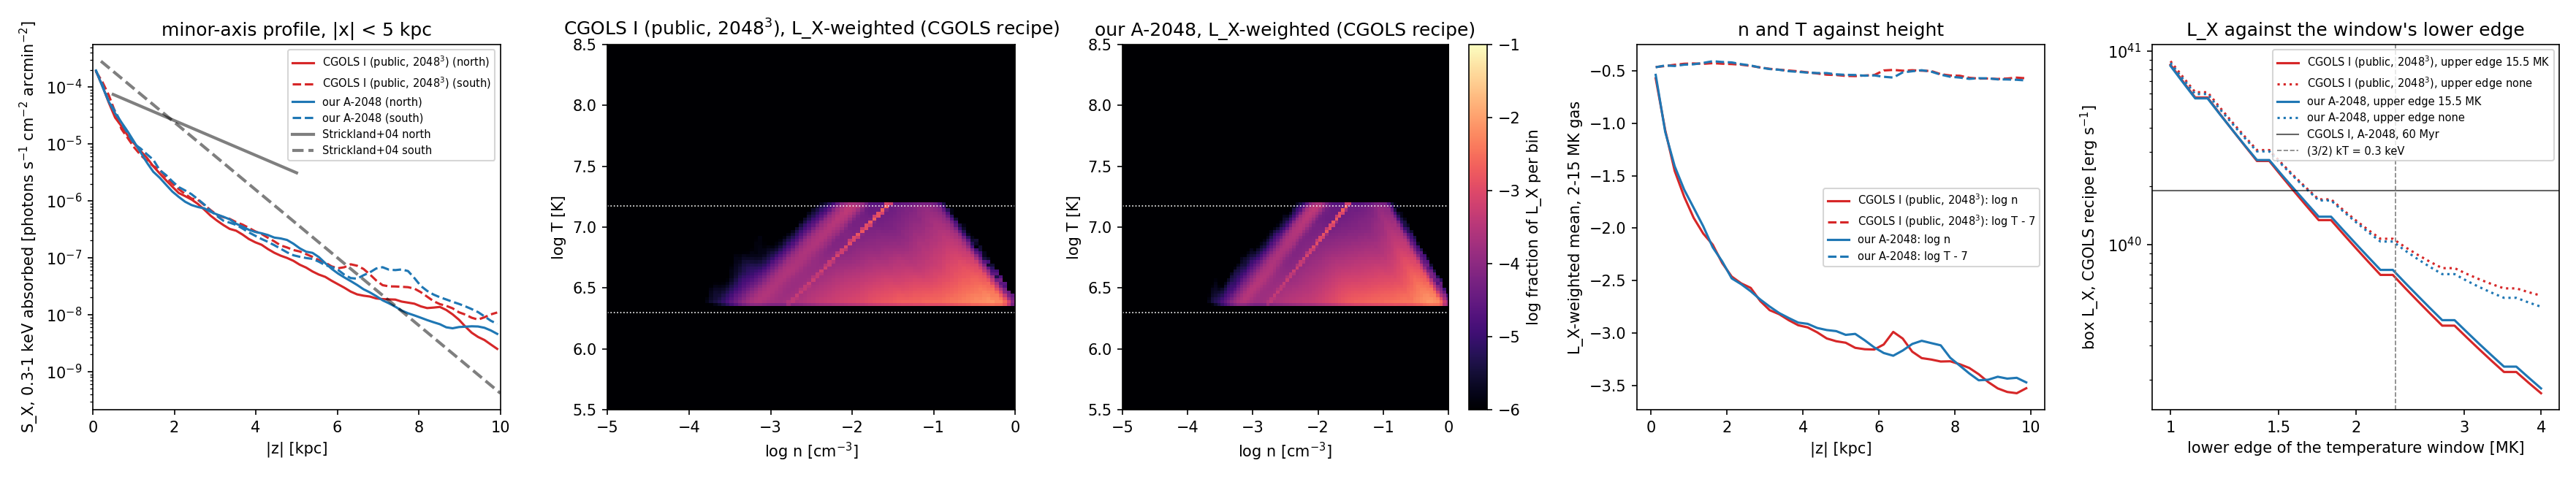 minor-axis profile, |x| < 5 kpc
S_X, 0.3-1 keV absorbed [photons s⁻¹ cm⁻² arcmin⁻²]
10⁻⁴
10⁻⁵
10⁻⁶
10⁻⁷
10⁻⁸
10⁻⁹
CGOLS I (public, 2048³) (north)
CGOLS I (public, 2048³) (south)
our A-2048 (north)
our A-2048 (south)
Strickland+04 north
Strickland+04 south
0 2 4 6 8 10
|z| [kpc]
CGOLS I (public, 2048³), L_X-weighted (CGOLS recipe)
log T [K]
8.5
8.0
7.5
7.0
6.5
6.0
5.5
−5 −4 −3 −2 −1 0
log n [cm⁻³]
our A-2048, L_X-weighted (CGOLS recipe)
log T [K]
8.5
8.0
7.5
7.0
6.5
6.0
5.5
−5 −4 −3 −2 −1 0
log n [cm⁻³]
−1
−2
−3
−4
−5
−6
log fraction of L_X per bin
n and T against height
L_X-weighted mean, 2-15 MK gas
−0.5
−1.0
−1.5
−2.0
−2.5
−3.0
−3.5
CGOLS I (public, 2048³): log n
CGOLS I (public, 2048³): log T - 7
our A-2048: log n
our A-2048: log T - 7
0 2 4 6 8 10
|z| [kpc]
L_X against the window's lower edge
box L_X, CGOLS recipe [erg s⁻¹]
10⁴¹
10⁴⁰
CGOLS I (public, 2048³), upper edge 15.5 MK
CGOLS I (public, 2048³), upper edge none
our A-2048, upper edge 15.5 MK
our A-2048, upper edge none
CGOLS I, A-2048, 60 Myr
(3/2) kT = 0.3 keV
1 1.5 2 3 4
lower edge of the temperature window [MK]